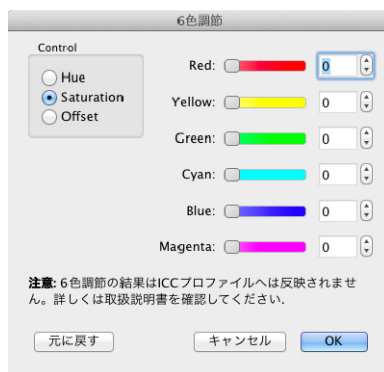 6色調節
Control
Hue
Saturation
Offset
Red: 0
Yellow: 0
Green: 0
Cyan: 0
Blue: 0
Magenta: 0
注意: 6色調節の結果はICCプロファイルへは反映されませ
ん。詳しくは取扱説明書を確認してください.
元に戻す キャンセル OK